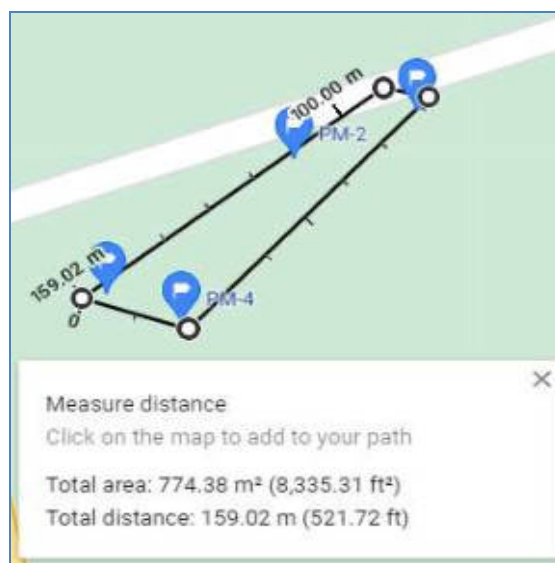 100.00 m
PM-2
159.02 m
0
PM-4
Measure distance
Click on the map to add to your path
Total area: 774.38 m² (8,335.31 ft²)
Total distance: 159.02 m (521.72 ft)